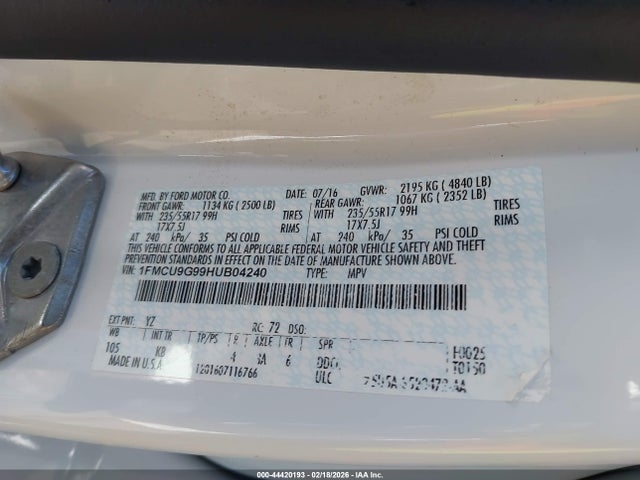 MFD. BY FORD MOTOR CO.
DATE: 07/16 GVWR: 2195 KG ( 4840 LB)
FRONT GAWR: 1134 KG ( 2500 LB) REAR GAWR: 1067 KG ( 2352 LB)
WITH 235/55R17 99H TIRES WITH 235/55R17 99H TIRES
17X7.5J RIMS 17X7.5J RIMS
AT 240 kPa/ 35 PSI COLD AT 240 kPa/ 35 PSI COLD
THIS VEHICLE CONFORMS TO ALL APPLICABLE FEDERAL MOTOR VEHICLE SAFETY AND THEFT
PREVENTION STANDARDS IN EFFECT ON THE DATE OF MANUFACTURE SHOWN ABOVE.
VIN: 1FMCU9G99HUB04240 TYPE: MPV
EXT PNT: YZ RC: 72 DSO:
WB INT TR TP/PS R AXLE FR SPR
105 KB 4 6
MADE IN U.S.A. 1201607116766 ULC
000-44420193 - 02/18/2026 - IAA Inc.